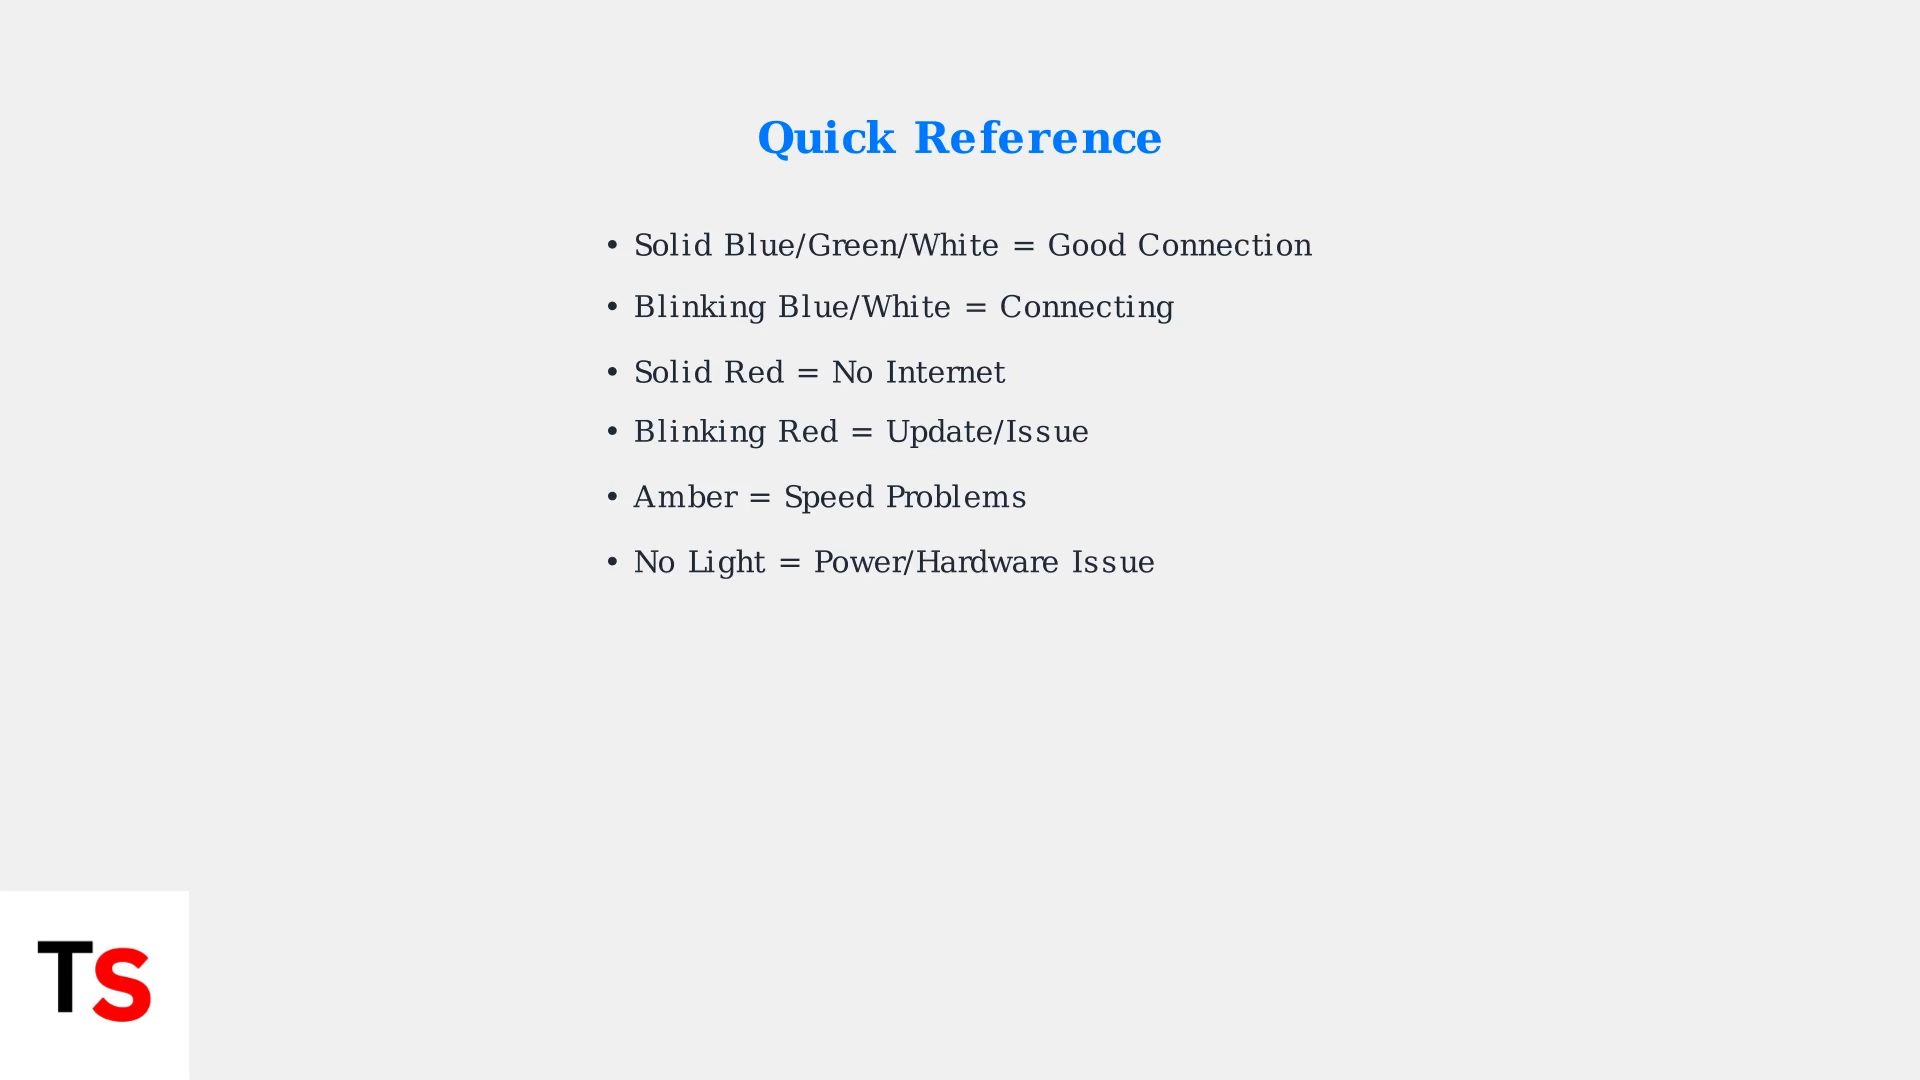 Quick Reference
• Solid Blue/Green/White = Good Connection
• Blinking Blue/White = Connecting
• Solid Red = No Internet
• Blinking Red = Update/Issue
• Amber = Speed Problems
• No Light = Power/Hardware Issue
TS